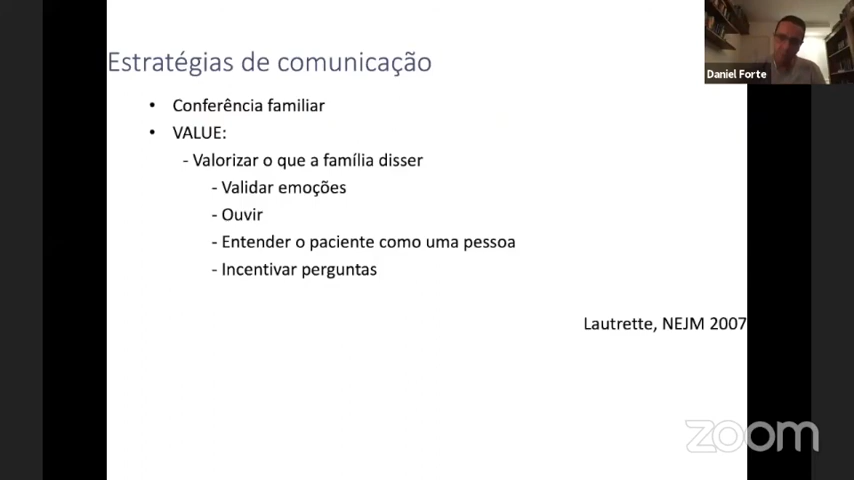 Estratégias de comunicação
Daniel Forte
• Conferência familiar
• VALUE:
- Valorizar o que a família disser
- Validar emoções
- Ouvir
- Entender o paciente como uma pessoa
- Incentivar perguntas
Lautrette, NEJM 2007
zoom